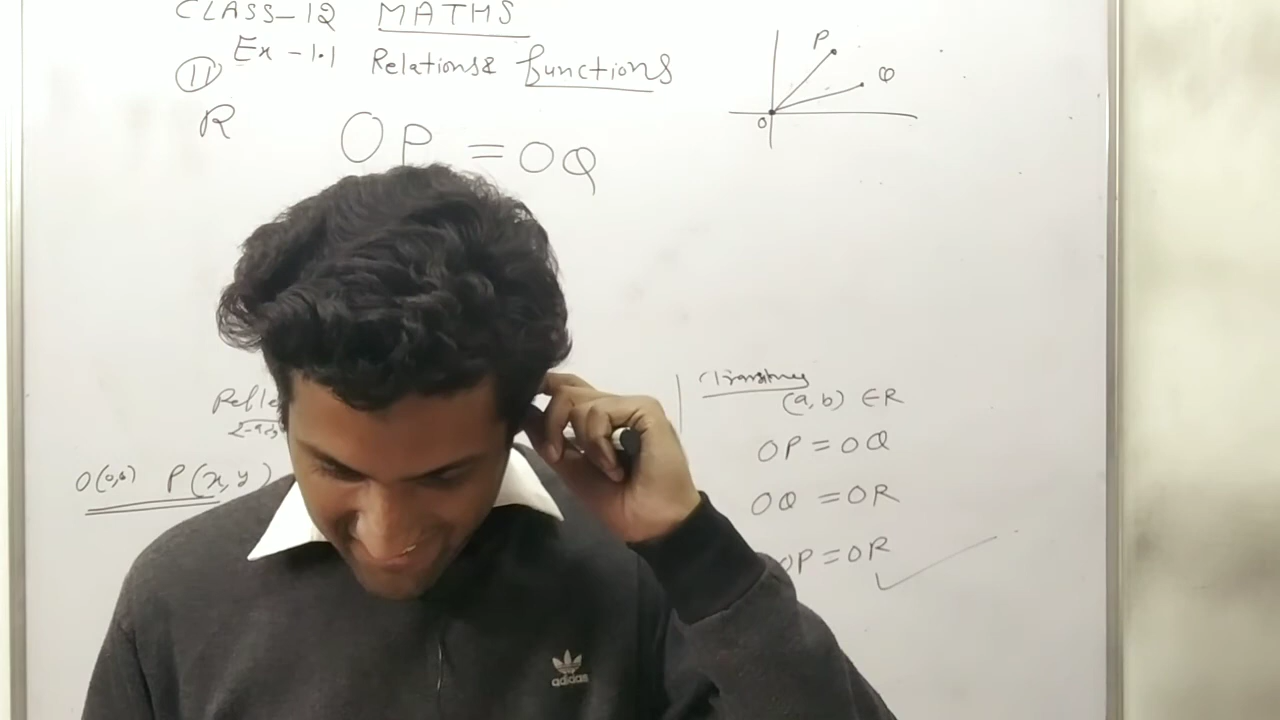 CLASS-12 MATHS
Ex-1.1 Relations & functions
11
R
OP = OQ
P
Q
O
(a, b) ∈ R
OP = OQ
O(0,0) P(x, y)
OQ = OR
OP = OR
adidas